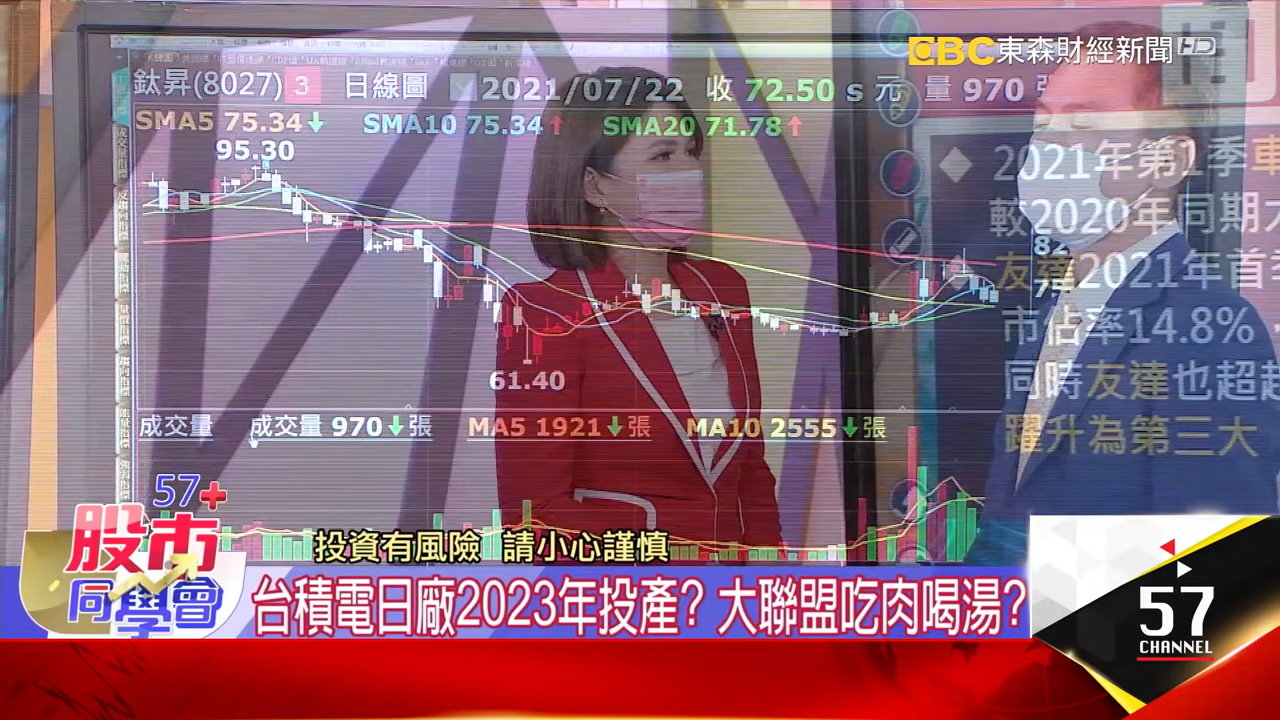 EBC東森財經新聞HD
鈦昇(8027) 3 日線圖 2021/07/22 收 72.50 s 元 量 970 張
SMA5 75.34↓ SMA10 75.34↑ SMA20 71.78↑
95.30
2021年第1季車
較2020年同期
82
友達2021年首季
市佔率14.8%
同時友達也超越
躍升為第三大
61.40
成交量 成交量 970↓張 MA5 1921↓張 MA10 2555↓張
57+
股市
同學會
投資有風險 請小心謹慎
台積電日廠2023年投產? 大聯盟吃肉喝湯?
57
CHANNEL